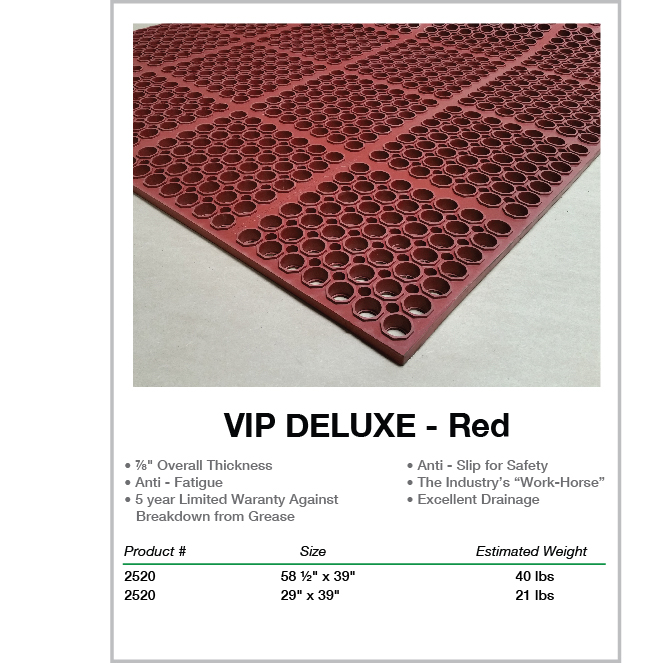 VIP DELUXE - Red
• ⅞" Overall Thickness
• Anti - Fatigue
• 5 year Limited Waranty Against
Breakdown from Grease
• Anti - Slip for Safety
• The Industry’s “Work-Horse”
• Excellent Drainage
Product # Size Estimated Weight
2520 58 ½" x 39" 40 lbs
2520 29" x 39" 21 lbs